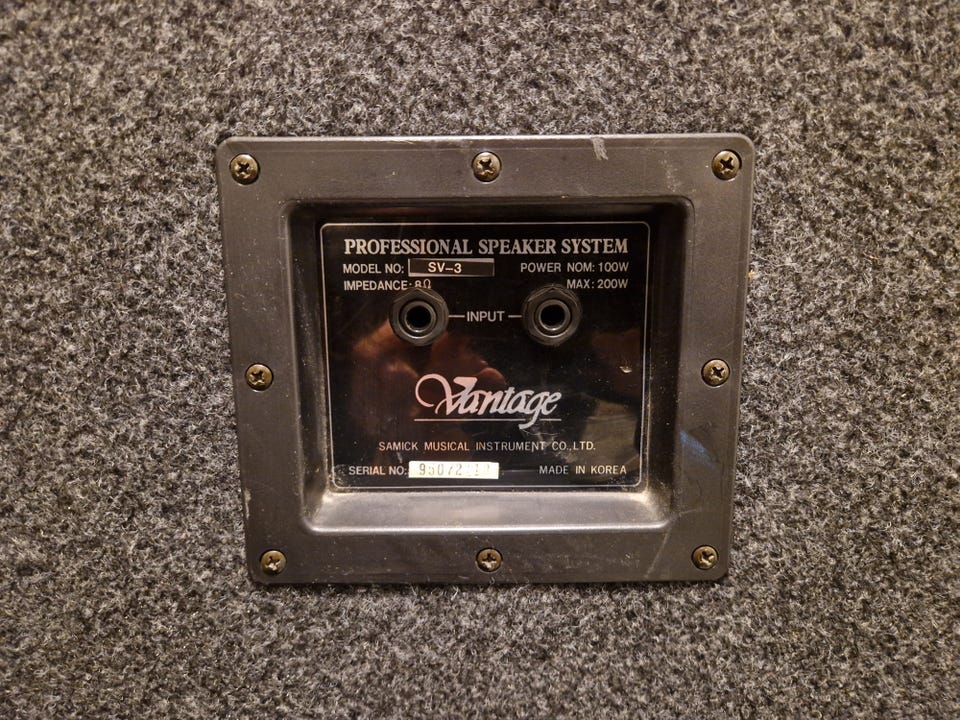 PROFESSIONAL SPEAKER SYSTEM
MODEL NO: SV-3 POWER NOM: 100W
IMPEDANCE: 8Ω MAX: 200W
INPUT
Vantage
SAMICK MUSICAL INSTRUMENT CO., LTD.
SERIAL NO: MADE IN KOREA